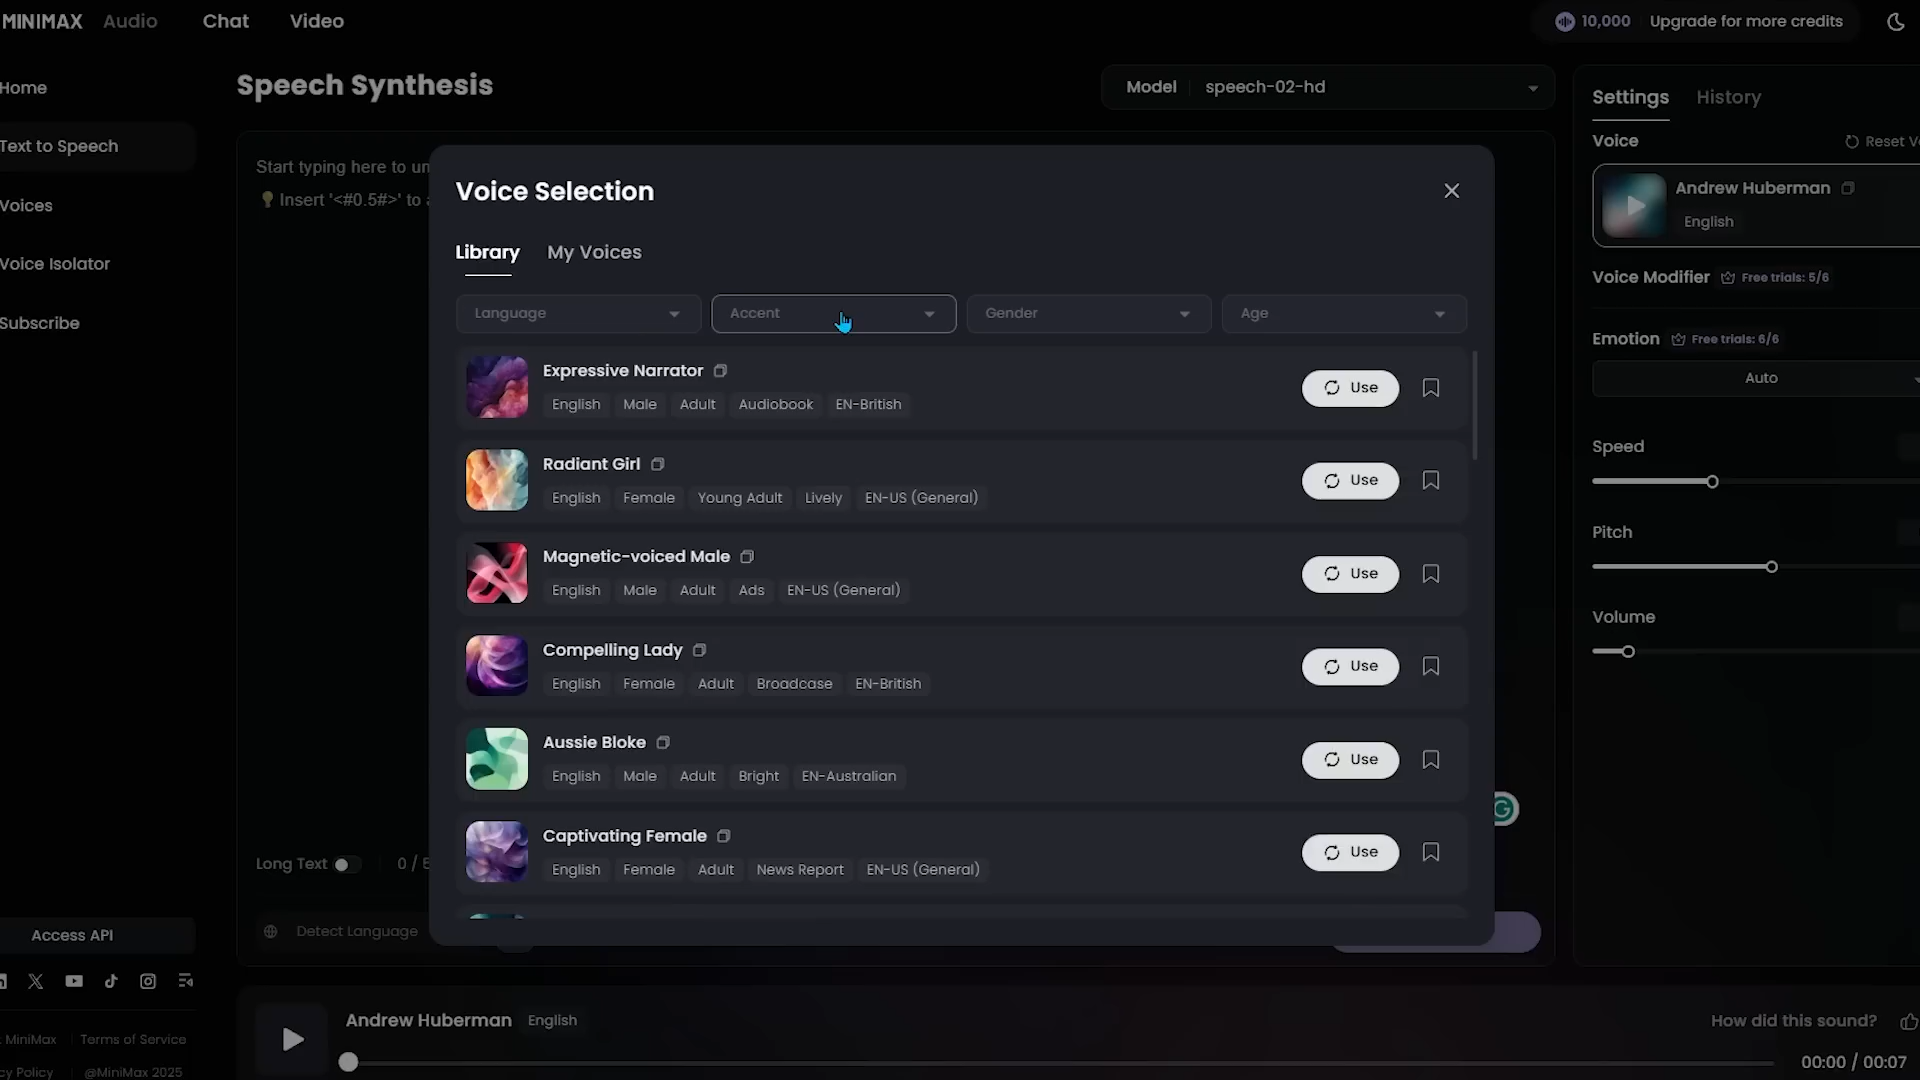 MINIMAX Audio Chat Video
10,000 Upgrade for more credits
Home
Text to Speech
Voices
Voice Isolator
Subscribe
Speech Synthesis
Model speech-02-hd
Start typing here to
💡 Insert '<#0.5#>' to
Voice Selection
Library My Voices
Language Accent Gender Age
Expressive Narrator
English Male Adult Audiobook EN-British
Use
Radiant Girl
English Female Young Adult Lively EN-US (General)
Use
Magnetic-voiced Male
English Male Adult Ads EN-US (General)
Use
Compelling Lady
English Female Adult Broadcase EN-British
Use
Aussie Bloke
English Male Adult Bright EN-Australian
Use
Captivating Female
English Female Adult News Report EN-US (General)
Use
Long Text 0 / 5
Detect Language
Settings History
Voice Reset
Andrew Huberman
English
Voice Modifier Free trials: 5/6
Emotion Free trials: 6/6
Auto
Speed
Pitch
Volume
Access API
MiniMax Terms of Service
Policy @MiniMax 2025
Andrew Huberman English
How did this sound?
00:00 / 00:07